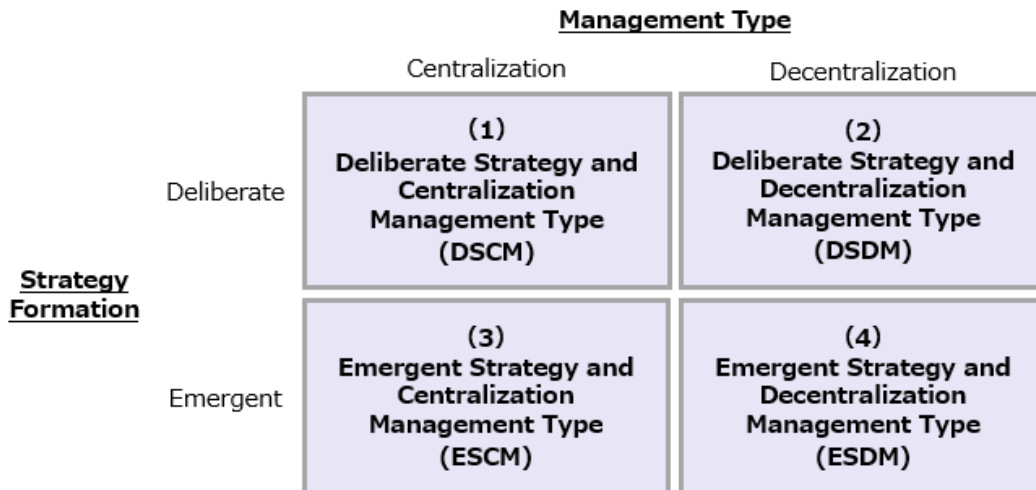 Management Type
Centralization
Decentralization
Deliberate
(1)
Deliberate Strategy and
Centralization
Management Type
(DSCM)
(2)
Deliberate Strategy and
Decentralization
Management Type
(DSDM)
Strategy
Formation
Emergent
(3)
Emergent Strategy and
Centralization
Management Type
(ESCM)
(4)
Emergent Strategy and
Decentralization
Management Type
(ESDM)